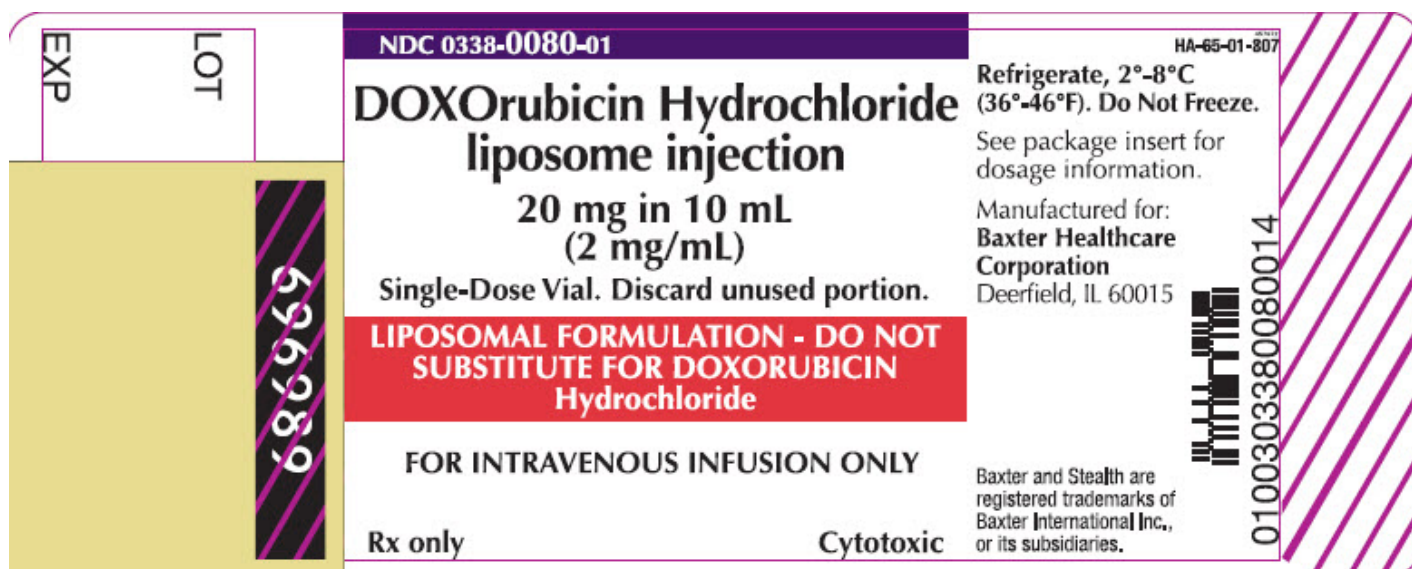 EXP
LOT
6969689
NDC 0338-0080-01
DOXOrubicin Hydrochloride
liposome injection
20 mg in 10 mL
(2 mg/mL)
Single-Dose Vial. Discard unused portion.
LIPOSOMAL FORMULATION - DO NOT
SUBSTITUTE FOR DOXORUBICIN
Hydrochloride
FOR INTRAVENOUS INFUSION ONLY
Rx only
Cytotoxic
HA-65-01-807
Refrigerate, 2°-8°C
(36°-46°F). Do Not Freeze.
See package insert for
dosage information.
Manufactured for:
Baxter Healthcare
Corporation
Deerfield, IL 60015
Baxter and Stealth are
registered trademarks of
Baxter International Inc.,
or its subsidiaries.
0100303380080014